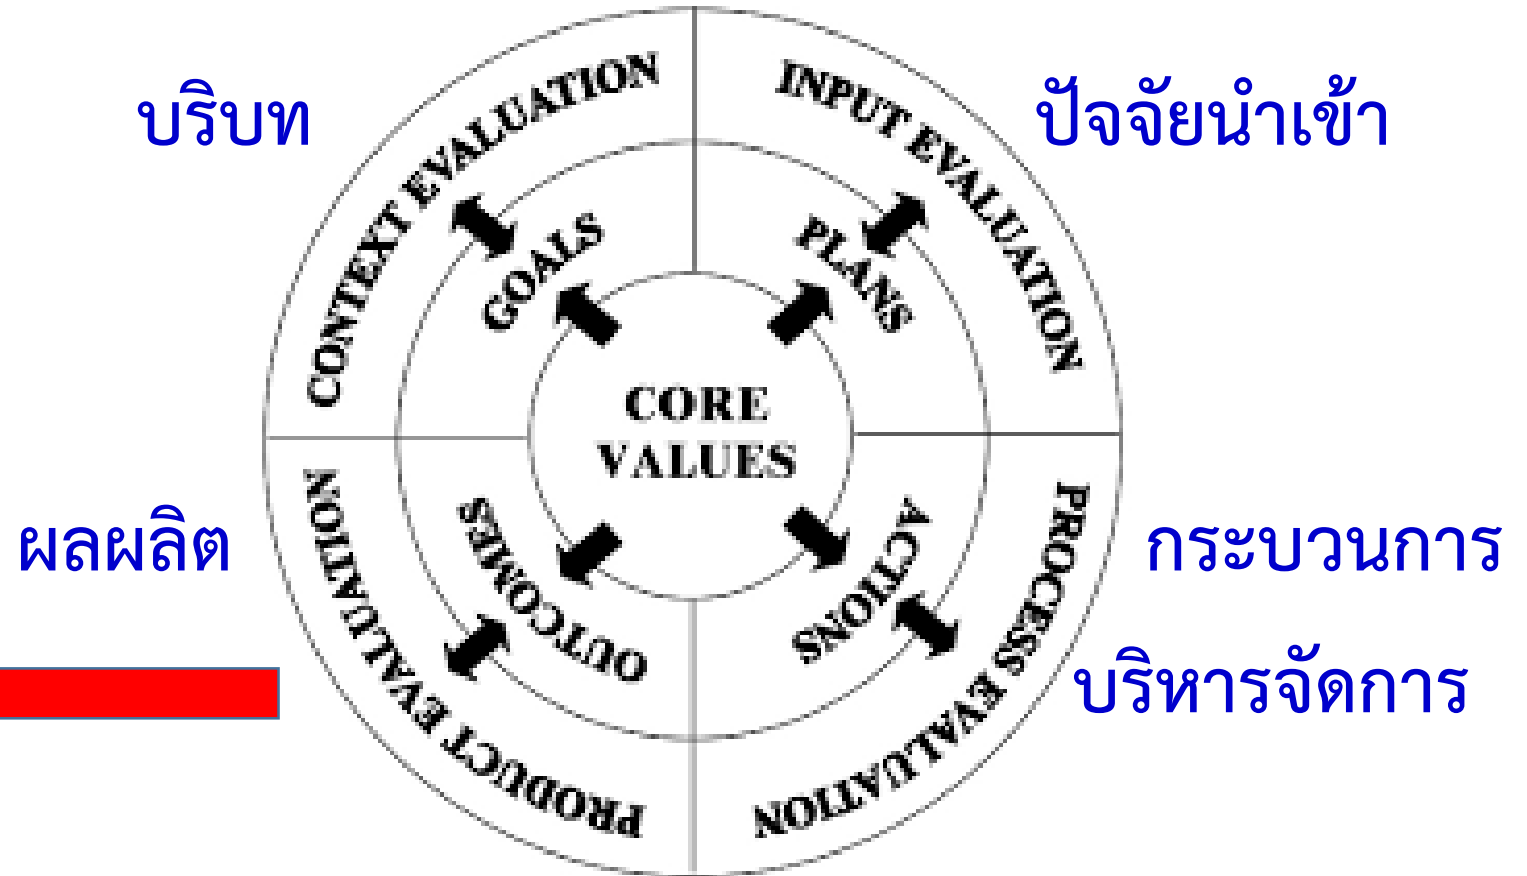 บริบท
CONTEXT EVALUATION
INPUT EVALUATION
ปัจจัยนำเข้า
GOALS
PLANS
CORE
VALUES
ผลผลิต
PRODUCT EVALUATION
OUTCOMES
ACTIONS
PROCESS EVALUATION
กระบวนการ
บริหารจัดการ